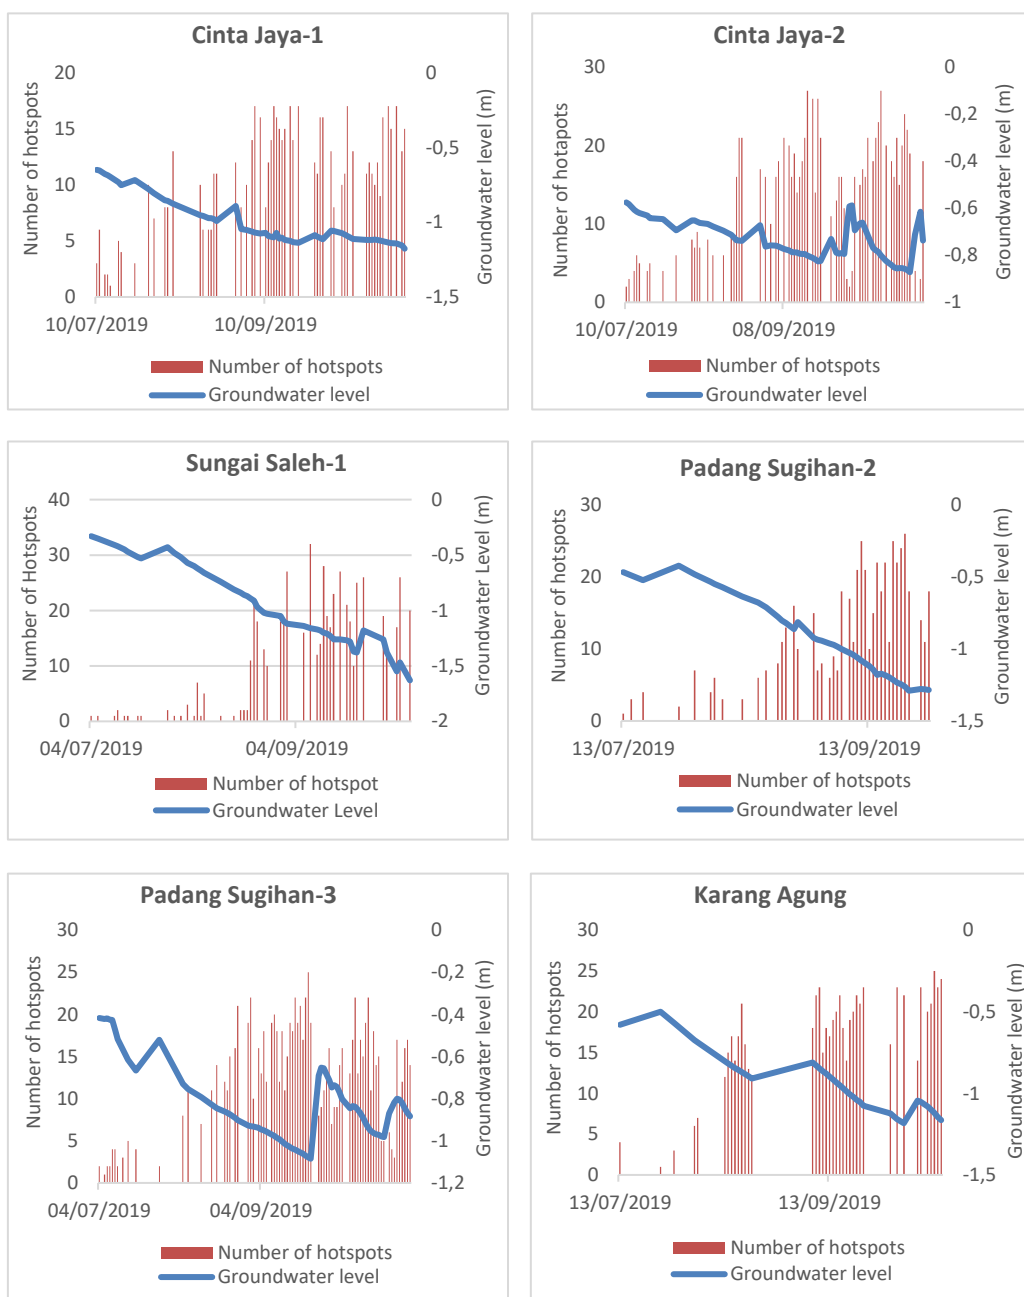 Cinta Jaya-1
20
15
10
5
0
0
-0,5
-1
-1,5
Number of hotspots
Groundwater level (m)
10/07/2019
10/09/2019
Number of hotspots
Groundwater level
Cinta Jaya-2
30
20
10
0
0
-0,2
-0,4
-0,6
-0,8
-1
Number of hotapots
Groundwater level (m)
10/07/2019
08/09/2019
Number of hotspots
Groundwater level
Sungai Saleh-1
40
30
20
10
0
0
-0,5
-1
-1,5
-2
Number of Hotspots
Groundwater Level (m)
04/07/2019
04/09/2019
Number of hotspot
Groundwater Level
Padang Sugihan-2
30
20
10
0
0
-0,5
-1
-1,5
Number of hotspots
Groundwater level (m)
13/07/2019
13/09/2019
Number of hotspots
Groundwater level
Padang Sugihan-3
30
25
20
15
10
5
0
0
-0,2
-0,4
-0,6
-0,8
-1
-1,2
Number of hotspots
Groundwater level (m)
04/07/2019
04/09/2019
Number of hotspots
Groundwater level
Karang Agung
30
25
20
15
10
5
0
0
-0,5
-1
-1,5
Number of hotspots
Groundwater level (m)
13/07/2019
13/09/2019
Number of hotspots
Groundwater level